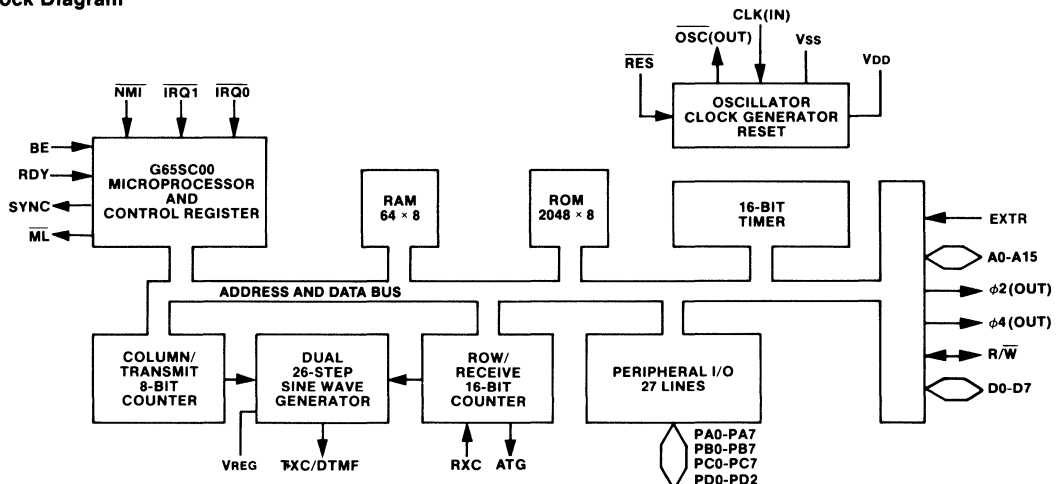 ock Diagram
CLK(IN)
OSC(OUT)
VSS
VDD
RES
OSCILLATOR
CLOCK GENERATOR
RESET
NMI IRQ1 IRQ0
BE
RDY
SYNC
ML
G65SC00
MICROPROCESSOR
AND
CONTROL REGISTER
RAM
64 × 8
ROM
2048 × 8
16-BIT
TIMER
EXTR
A0-A15
ϕ2(OUT)
ϕ4(OUT)
R/W
D0-D7
ADDRESS AND DATA BUS
COLUMN/
TRANSMIT
8-BIT
COUNTER
DUAL
26-STEP
SINE WAVE
GENERATOR
ROW/
RECEIVE
16-BIT
COUNTER
PERIPHERAL I/O
27 LINES
VREG
TXC/DTMF
RXC
ATG
PA0-PA7
PB0-PB7
PC0-PC7
PD0-PD2